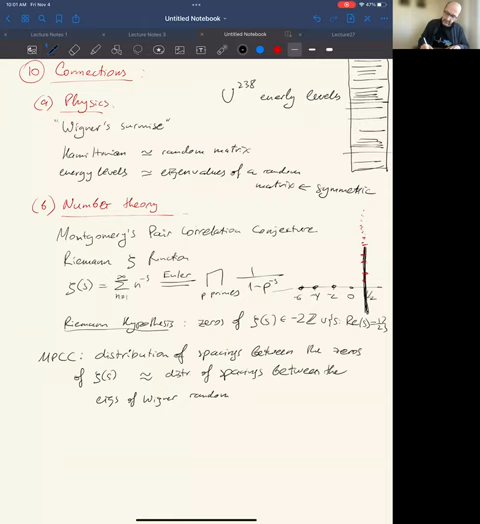 10:01 AM Fri Nov 4
47%
Untitled Notebook
Lecture Notes 1
Lecture Notes 3
Untitled Notebook
Lecture27
10 Connections:
(a) Physics.
U^238 energy levels
"Wigner's surmise"
Hamiltonian ≃ random matrix
energy levels ≃ eigenvalues of a random
matrix ← symmetric
(b) Number theory
Montgomery's Pair Correlation Conjecture
Riemann ζ function
ζ(s) = ∑_{n=1}^∞ n^{-s} Euler ∏_{p primes} 1/(1-p^{-s})
-6 -4 -2 0 1/2
Riemann Hypothesis: zeros of ζ(s) ∈ -2ℤ ∪ {s: Re(s)=1/2}
MPCC: distribution of spacings between the zeros
of ζ(s) ≈ distr. of spacings between the
eigs of Wigner random